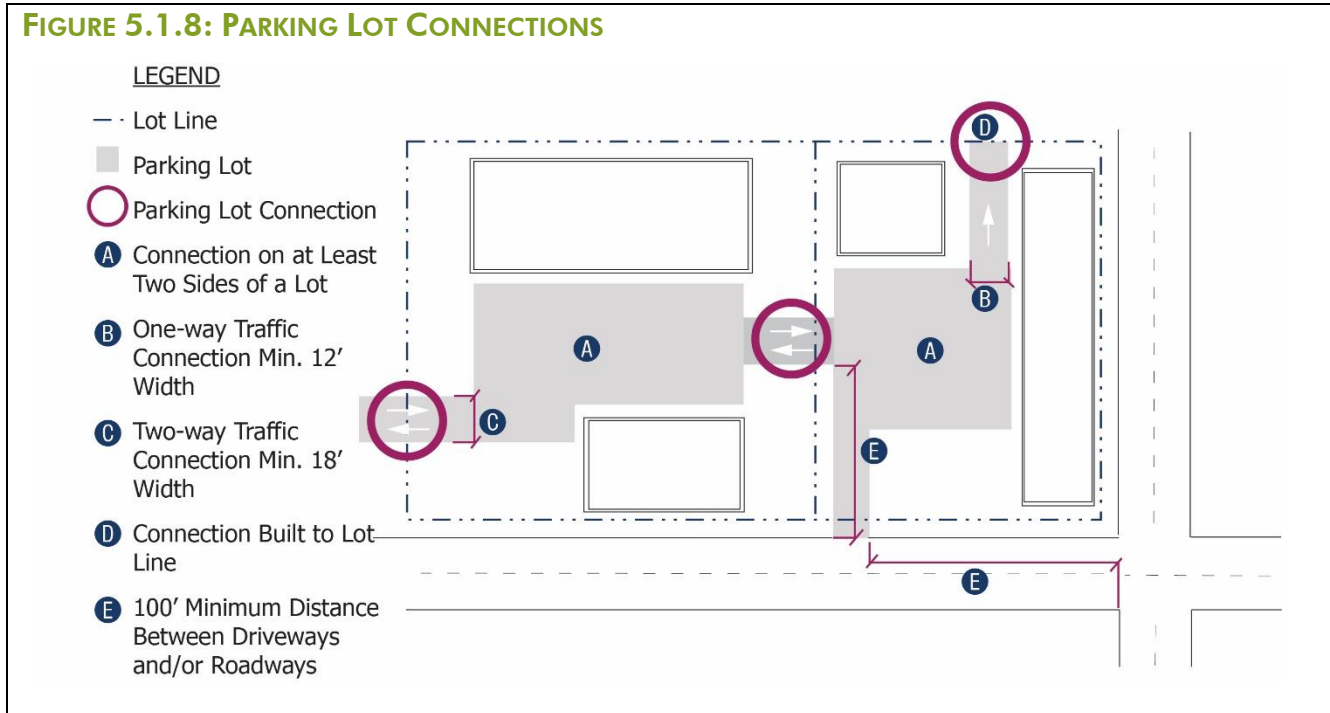 FIGURE 5.1.8: PARKING LOT CONNECTIONS
LEGEND
Lot Line
Parking Lot
Parking Lot Connection
A Connection on at Least
Two Sides of a Lot
B One-way Traffic
Connection Min. 12'
Width
C Two-way Traffic
Connection Min. 18'
Width
D Connection Built to Lot
Line
E 100' Minimum Distance
Between Driveways
and/or Roadways
D
B
A
A
C
E
E